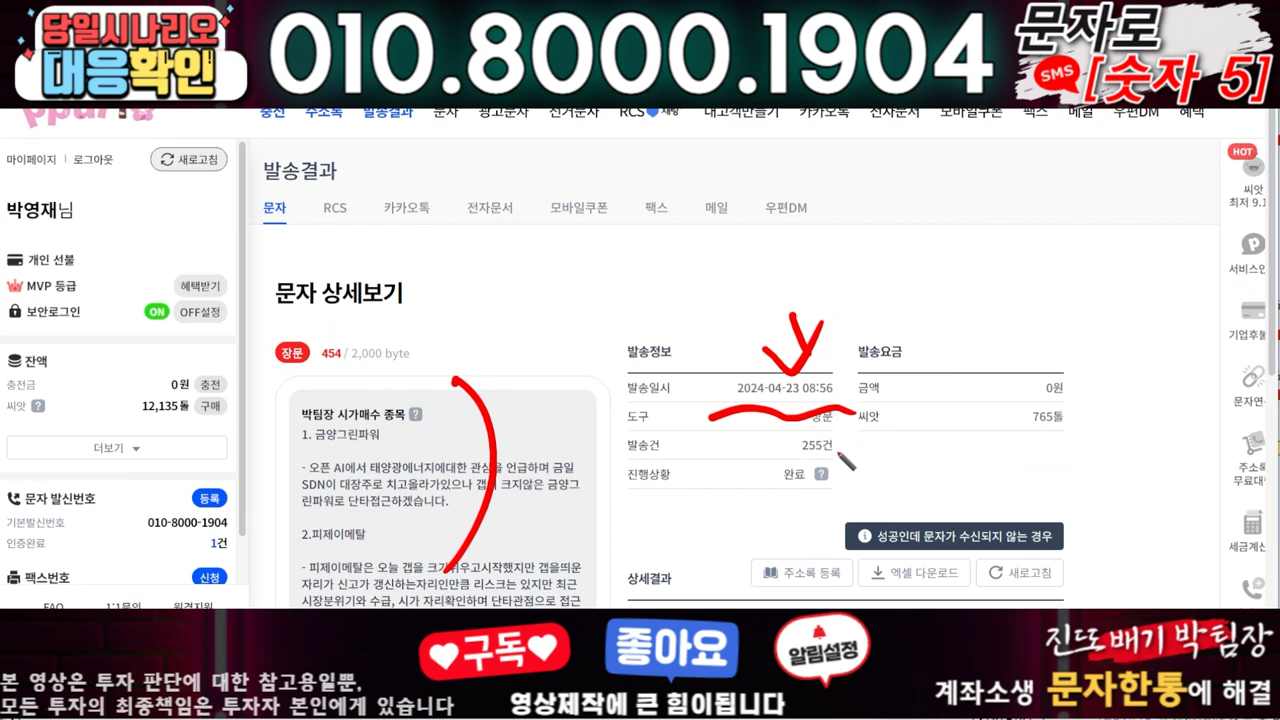 당일시나리오
대응확인
010.8000.1904
문자로
SMS
[숫자 5]
충전 주소록 발송결과 문자 광고문자 선거문자 RCS 채팅 내고객만들기 카카오톡 전자문서 모바일쿠폰 팩스 메일 우편DM 혜택
마이페이지 | 로그아웃
새로고침
박영재님
개인 선불
MVP 등급 혜택받기
보안로그인 ON OFF설정
잔액
충전금 0원 충전
씨앗 ? 12,135톨 구매
더보기
문자 발신번호 등록
기본발신번호 010-8000-1904
인증완료 1건
팩스번호 신청
FAQ 1:1문의 원격지원
발송결과
문자 RCS 카카오톡 전자문서 모바일쿠폰 팩스 메일 우편DM
문자 상세보기
장문 454 / 2,000 byte
박팀장 시가매수 종목 ?
1. 금양그린파워
- 오픈 AI에서 태양광에너지에대한 관심을 언급하며 금일
SDN이 대장주로 치고올라가있으나 갭이 크지않은 금양그
린파워로 단타접근하겠습니다.
2.피제이메탈
- 피제이메탈은 오늘 갭을 크게띄우고시작했지만 갭을띄운
자리가 신고가 갱신하는자리인만큼 리스크는 있지만 최근
시장분위기와 수급, 시가 자리확인하며 단타관점으로 접근
발송정보
발송일시 2024-04-23 08:56
도구 장문
발송건 255건
진행상황 완료 ?
발송요금
금액 0원
씨앗 765톨
성공인데 문자가 수신되지 않는 경우
상세결과
주소록 등록
엑셀 다운로드
새로고침
HOT
씨앗
최저 9.1
서비스안
기업후불
문자연
주소록
무료대
세금계산
구독
좋아요
알림설정
영상제작에 큰 힘이됩니다
본 영상은 투자 판단에 대한 참고용일뿐,
모든 투자의 최종책임은 투자자 본인에게 있습니다
진또배기 박팀장
계좌소생 문자한통에 해결